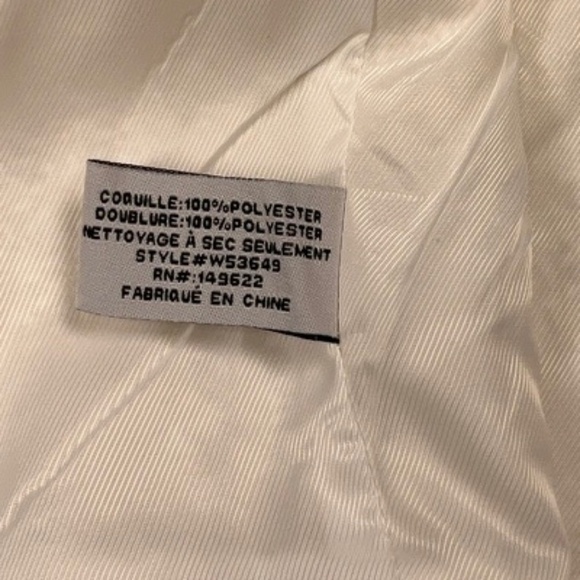 COQUILLE:100%POLYESTER
DOUBLURE:100%POLYESTER
NETTOYAGE À SEC SEULEMENT
STYLE#W53649
RN#:149622
FABRIQUÉ EN CHINE